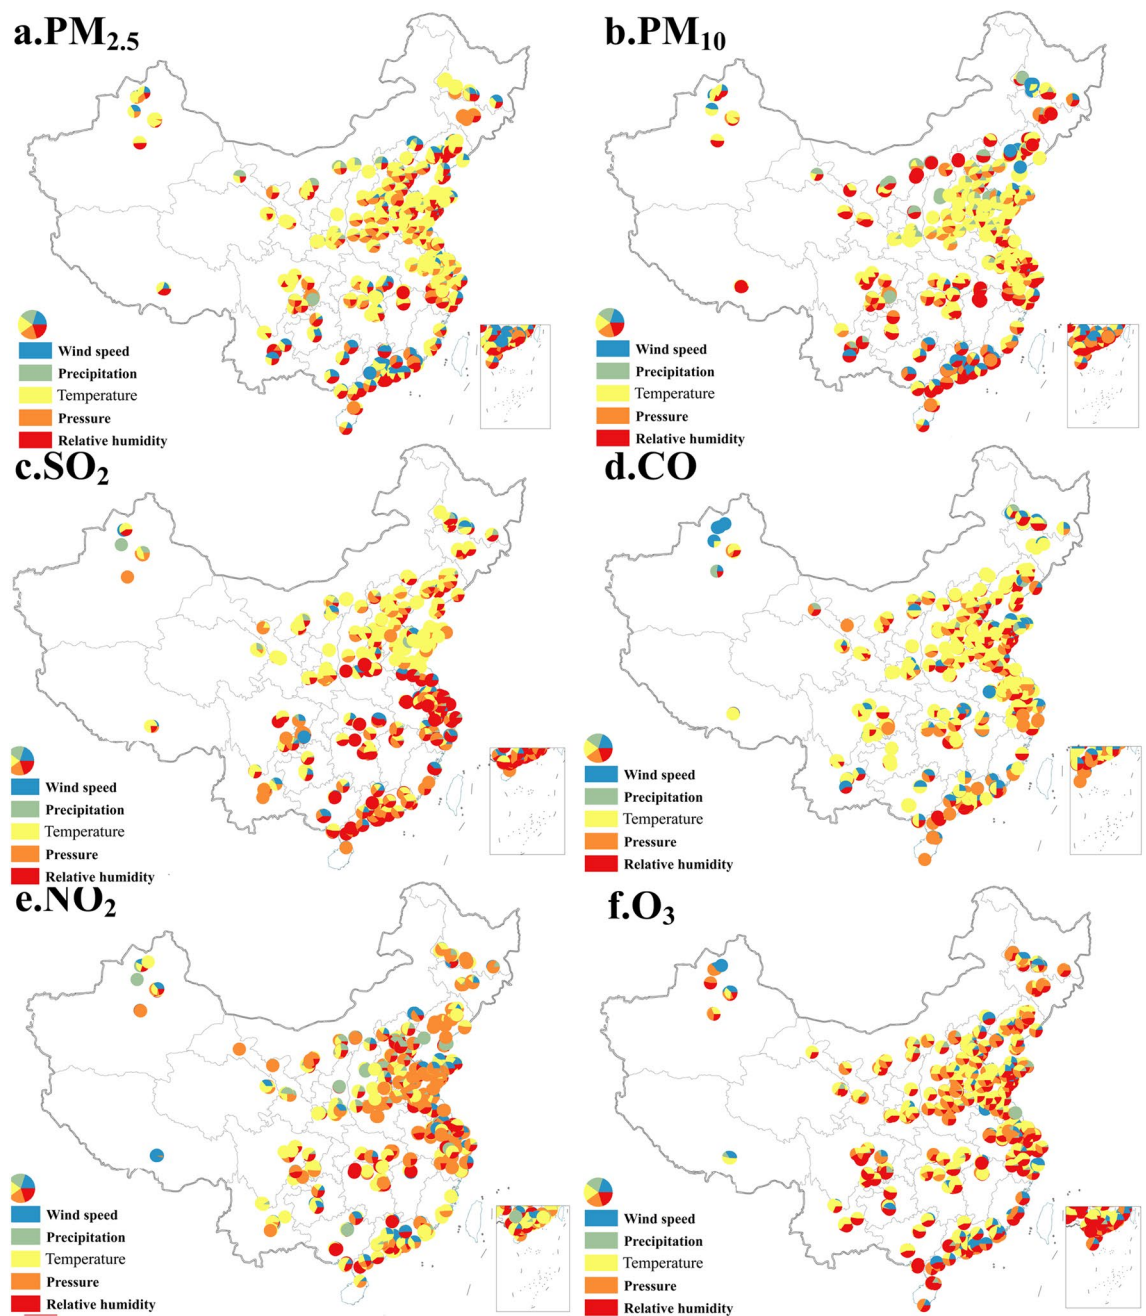 a.PM2.5
Wind speed
Precipitation
Temperature
Pressure
Relative humidity
b.PM10
Wind speed
Precipitation
Temperature
Pressure
Relative humidity
c.SO2
Wind speed
Precipitation
Temperature
Pressure
Relative humidity
d.CO
Wind speed
Precipitation
Temperature
Pressure
Relative humidity
e.NO2
Wind speed
Precipitation
Temperature
Pressure
Relative humidity
f.O3
Wind speed
Precipitation
Temperature
Pressure
Relative humidity